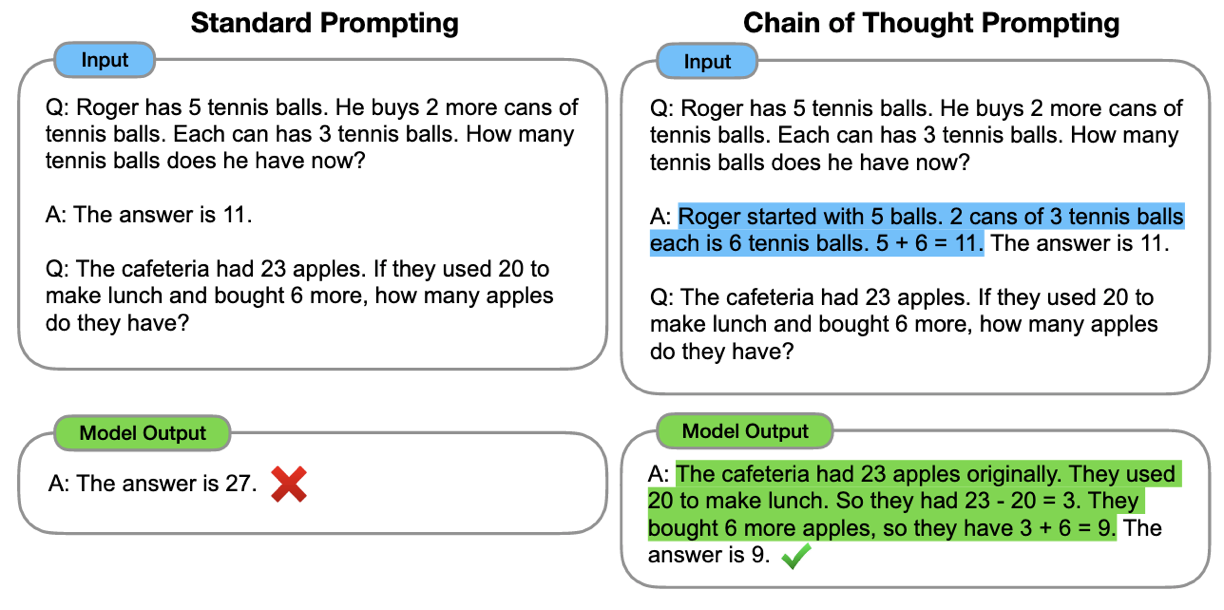 Standard Prompting
Input
Q: Roger has 5 tennis balls. He buys 2 more cans of
tennis balls. Each can has 3 tennis balls. How many
tennis balls does he have now?
A: The answer is 11.
Q: The cafeteria had 23 apples. If they used 20 to
make lunch and bought 6 more, how many apples
do they have?
Model Output
A: The answer is 27.
Chain of Thought Prompting
Input
Q: Roger has 5 tennis balls. He buys 2 more cans of
tennis balls. Each can has 3 tennis balls. How many
tennis balls does he have now?
A: Roger started with 5 balls. 2 cans of 3 tennis balls
each is 6 tennis balls. 5 + 6 = 11. The answer is 11.
Q: The cafeteria had 23 apples. If they used 20 to
make lunch and bought 6 more, how many apples
do they have?
Model Output
A: The cafeteria had 23 apples originally. They used
20 to make lunch. So they had 23 - 20 = 3. They
bought 6 more apples, so they have 3 + 6 = 9. The
answer is 9.